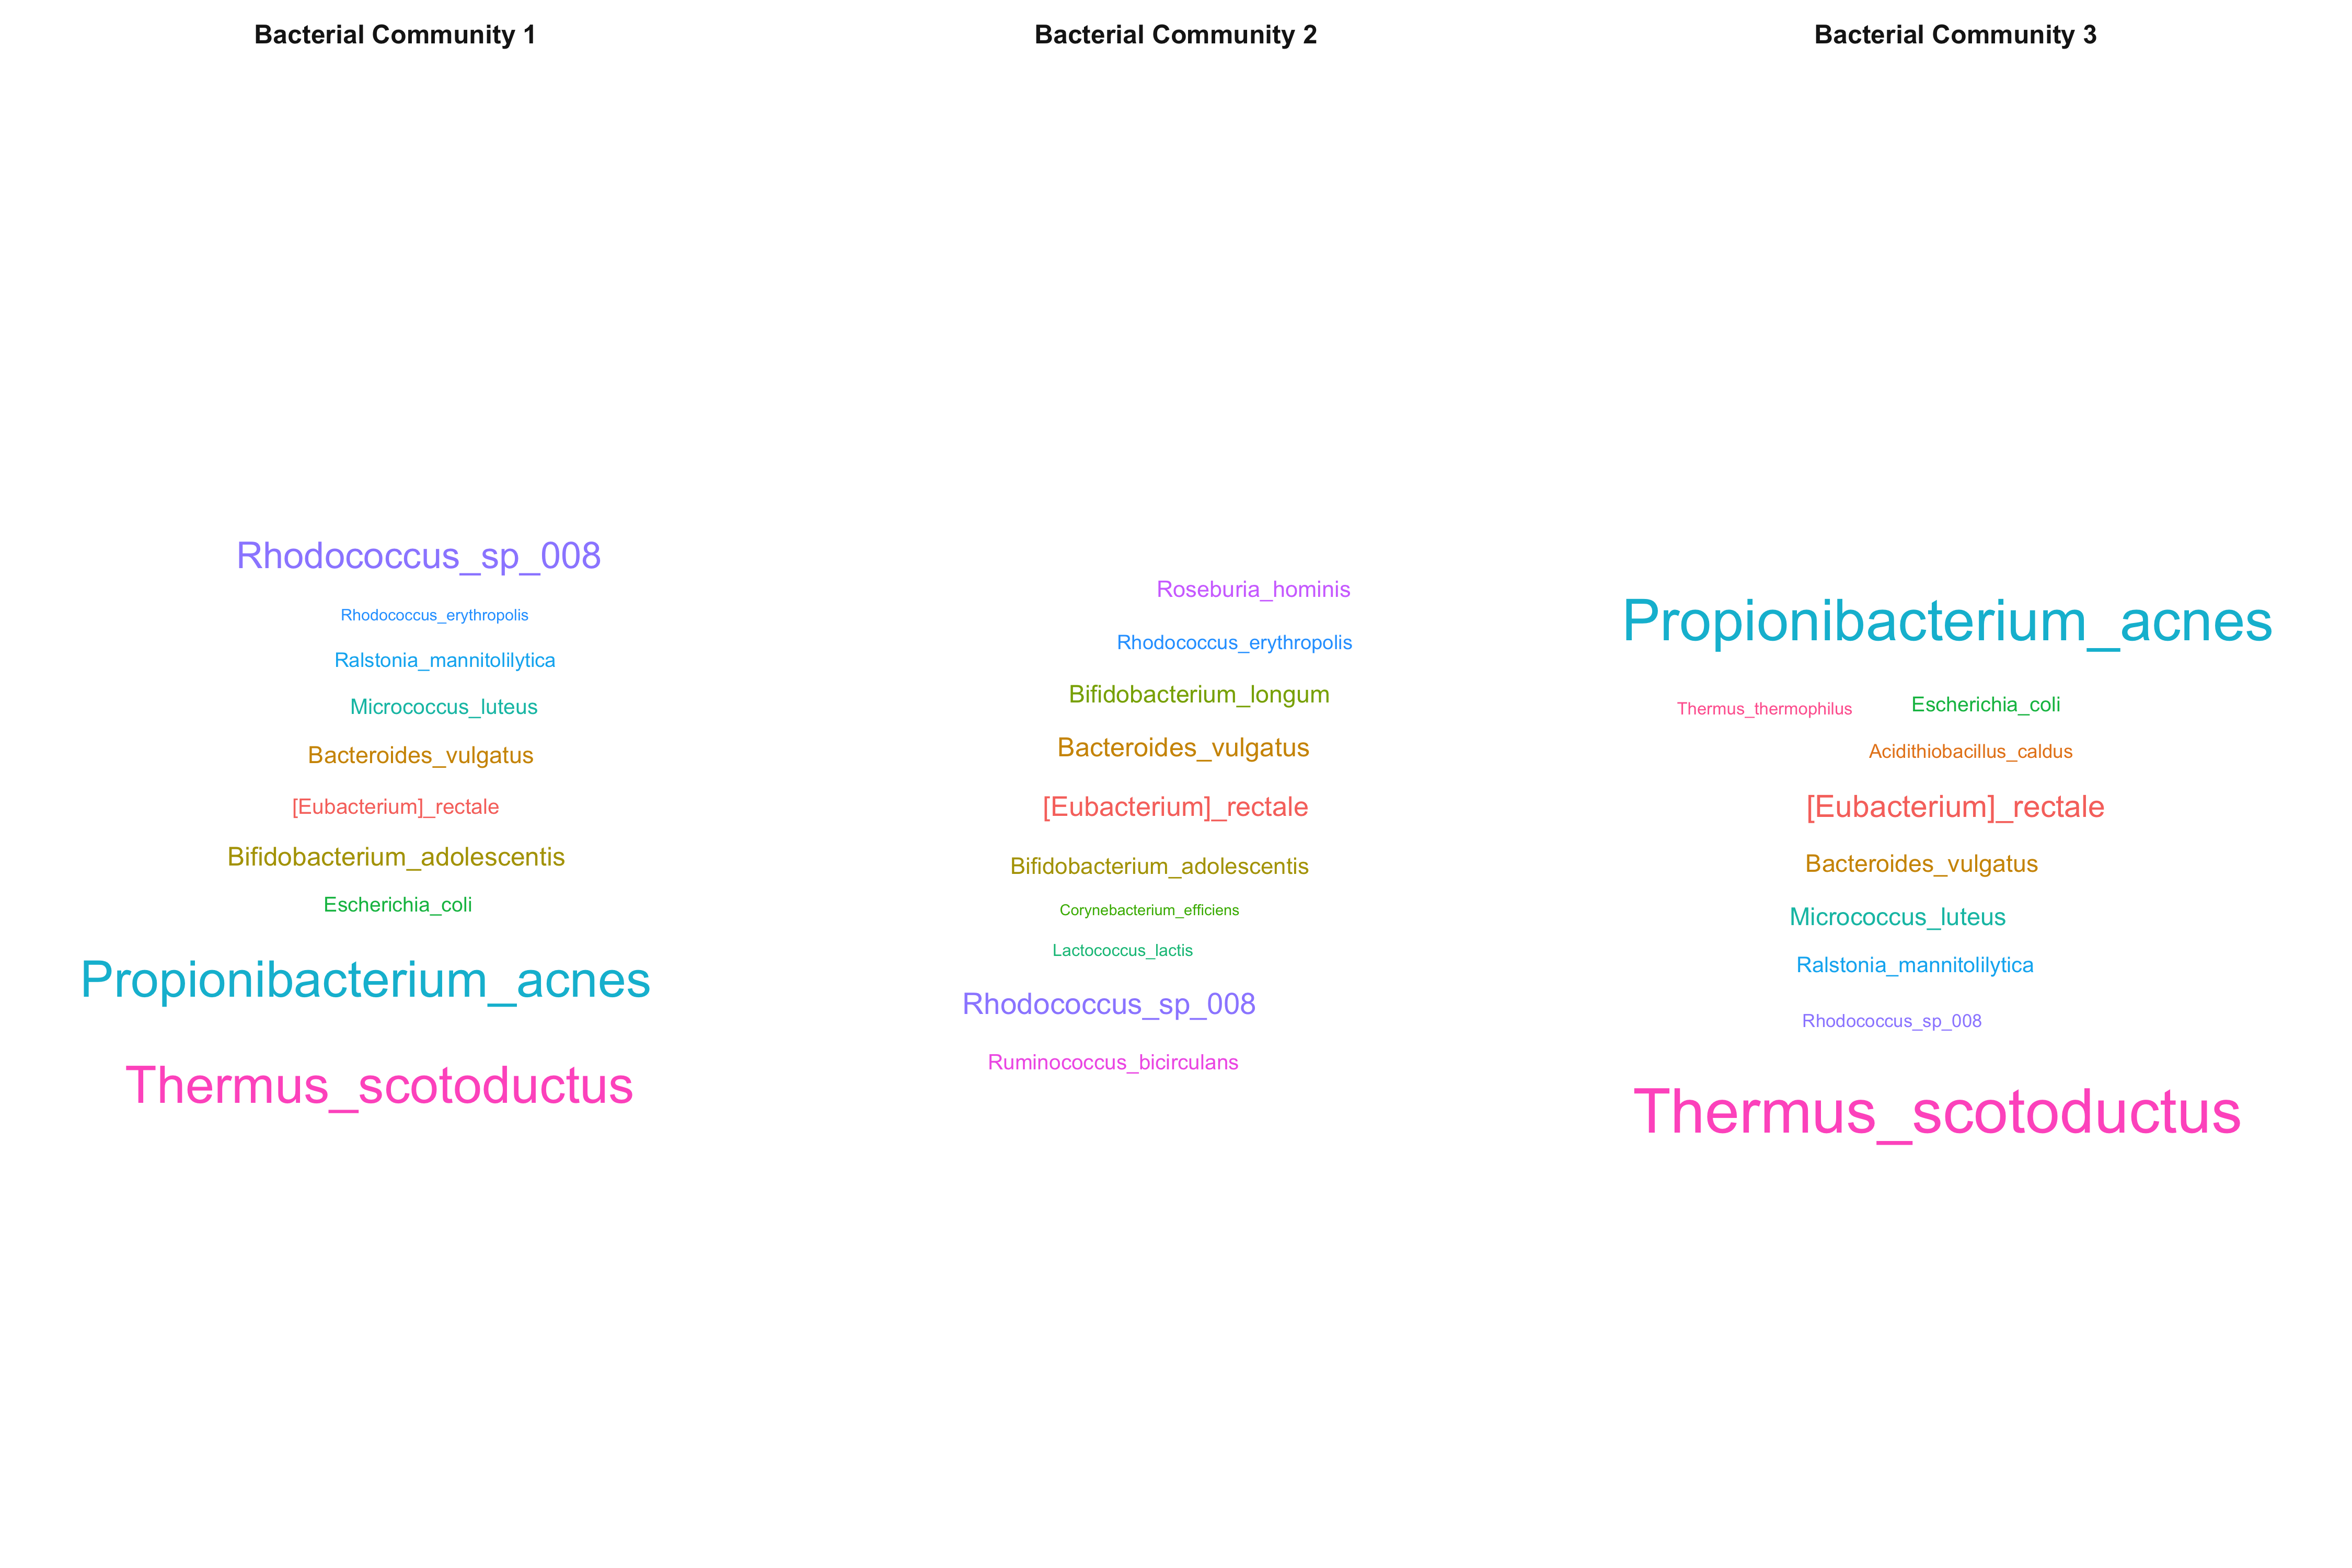 Bacterial Community 1
Rhodococcus_sp_008
Rhodococcus_erythropolis
Ralstonia_mannitolilytica
Micrococcus_luteus
Bacteroides_vulgatus
[Eubacterium]_rectale
Bifidobacterium_adolescentis
Escherichia_coli
Propionibacterium_acnes
Thermus_scotoductus
Bacterial Community 2
Roseburia_hominis
Rhodococcus_erythropolis
Bifidobacterium_longum
Bacteroides_vulgatus
[Eubacterium]_rectale
Bifidobacterium_adolescentis
Corynebacterium_efficiens
Lactococcus_lactis
Rhodococcus_sp_008
Ruminococcus_bicirculans
Bacterial Community 3
Propionibacterium_acnes
Thermus_thermophilus
Escherichia_coli
Acidithiobacillus_caldus
[Eubacterium]_rectale
Bacteroides_vulgatus
Micrococcus_luteus
Ralstonia_mannitolilytica
Rhodococcus_sp_008
Thermus_scotoductus